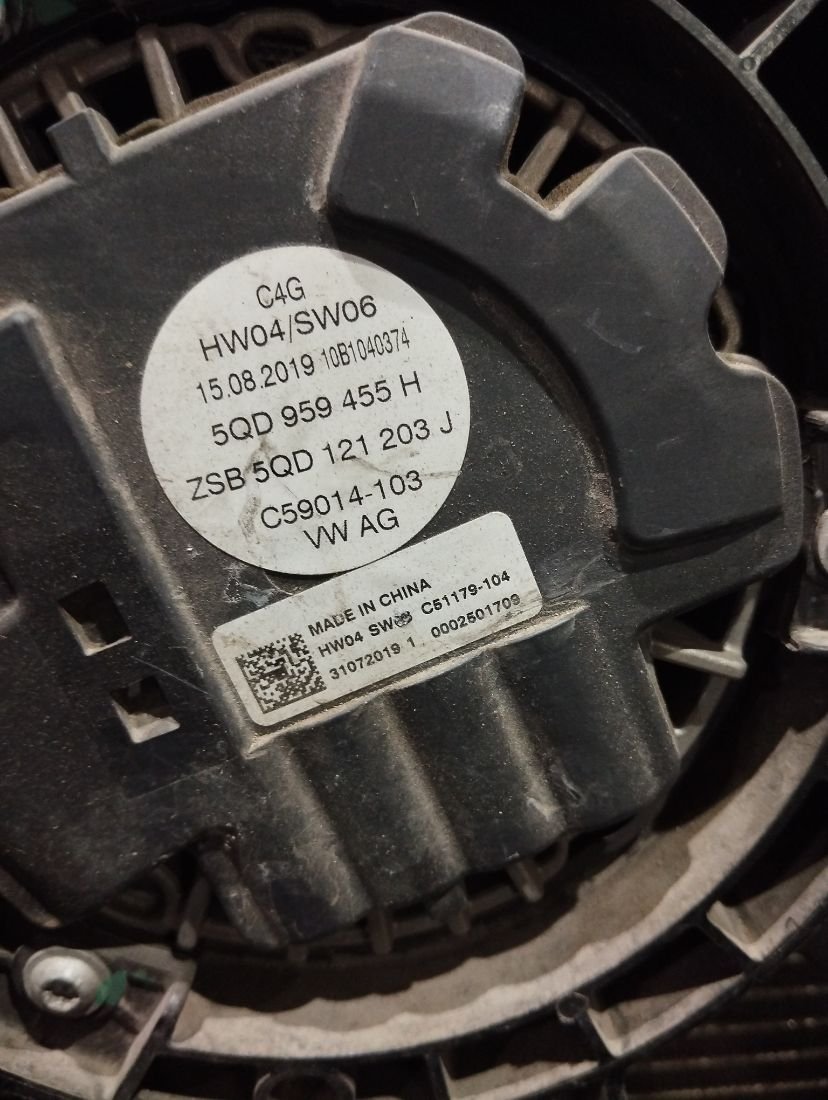 C4G
HW04/SW06
15.08.2019 10B1040374
5QD 959 455 H
ZSB 5QD 121 203 J
C59014-103
VW AG
MADE IN CHINA
HW04 C51179-104
31072019 1 0002501709